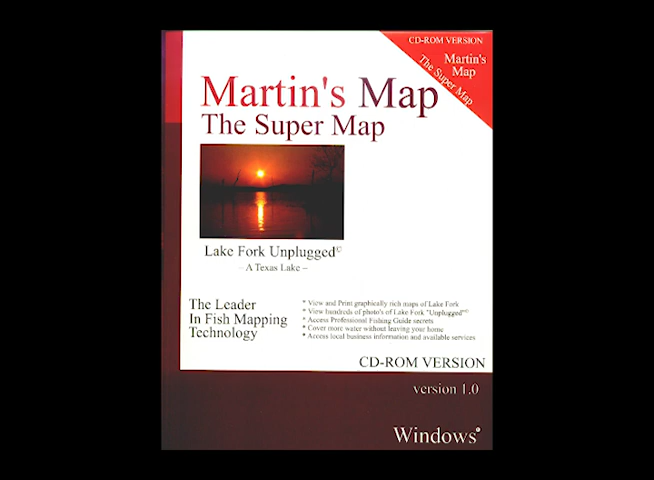 CD-ROM VERSION
Martin's
Map
The Super Map
Martin's Map
The Super Map
Lake Fork Unplugged©
–A Texas Lake –
The Leader
In Fish Mapping
Technology
* View and Print graphically rich maps of Lake Fork
* View hundreds of photo's of Lake Fork "Unplugged"©
* Access Professional Fishing Guide secrets
* Cover more water without leaving your home
* Access local business information and available services
CD-ROM VERSION
version 1.0
Windows®